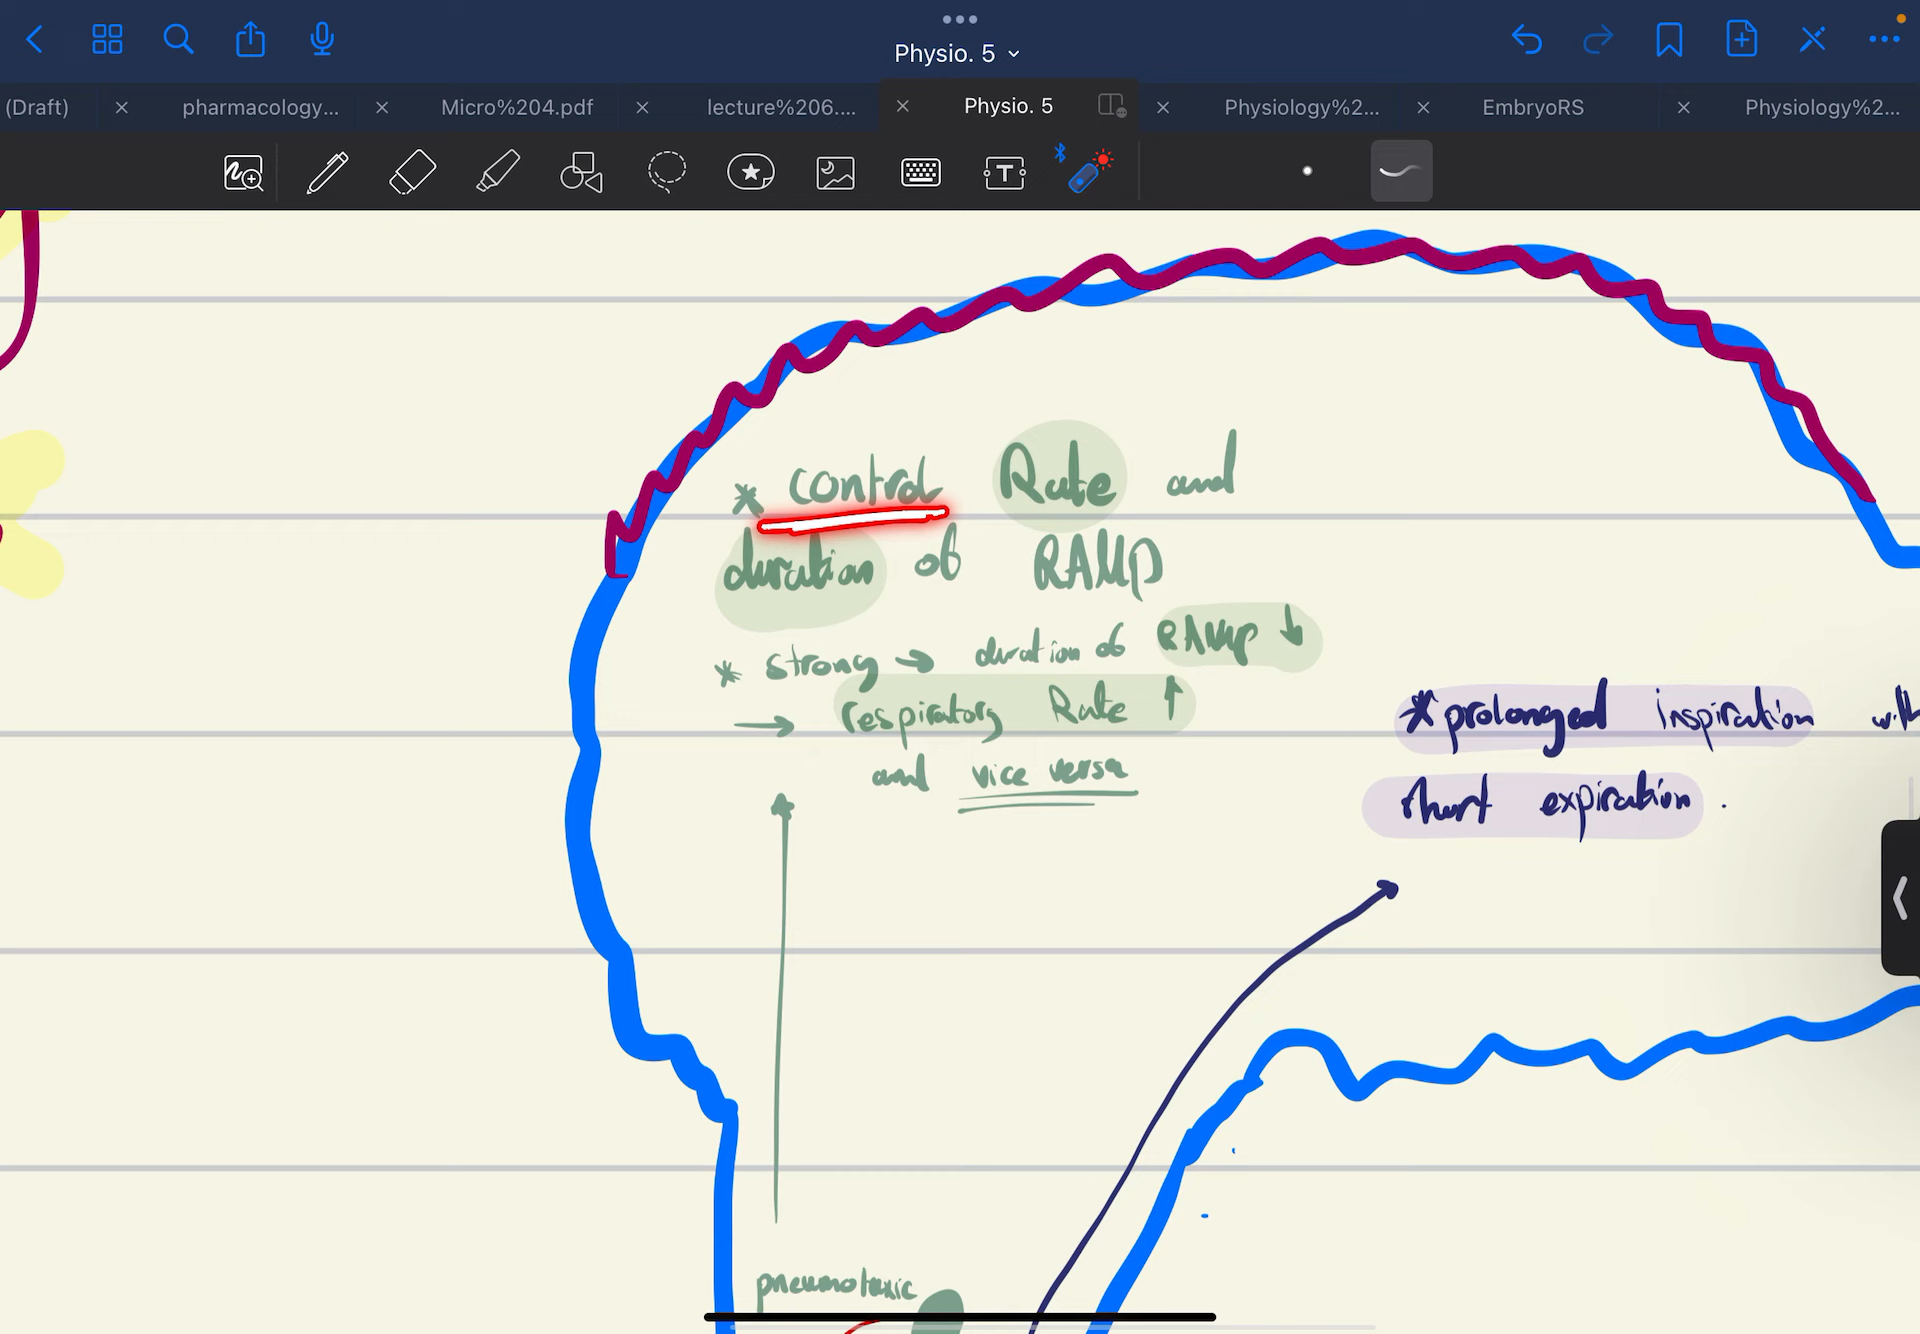 Physio. 5
(Draft)
pharmacology...
Micro%204.pdf
lecture%206....
Physio. 5
Physiology%2...
EmbryoRS
Physiology%2...
* control Rate and
duration of RAMP
* strong → duration of RAMP ↓
→ respiratory Rate ↑
and vice versa
*prolonged inspiration with
short expiration.
pneumotaxic